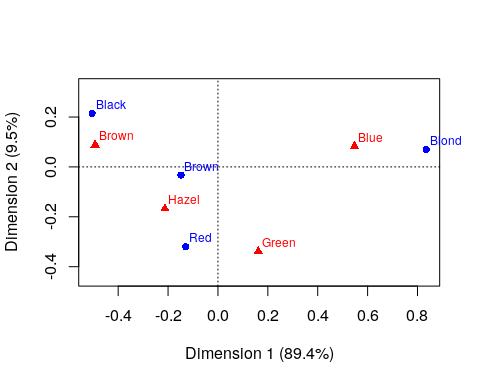 Black
Brown
Blue
Blond
Brown
Hazel
Red
Green
0.2
0.0
-0.2
-0.4
-0.4 -0.2 0.0 0.2 0.4 0.6 0.8
Dimension 2 (9.5%)
Dimension 1 (89.4%)